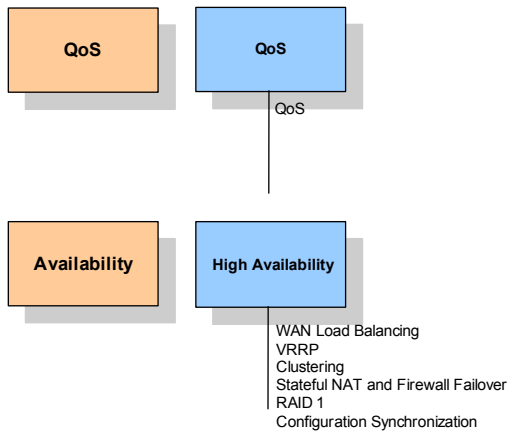 QoS
QoS
QoS
Availability
High Availability
WAN Load Balancing
VRRP
Clustering
Stateful NAT and Firewall Failover
RAID 1
Configuration Synchronization